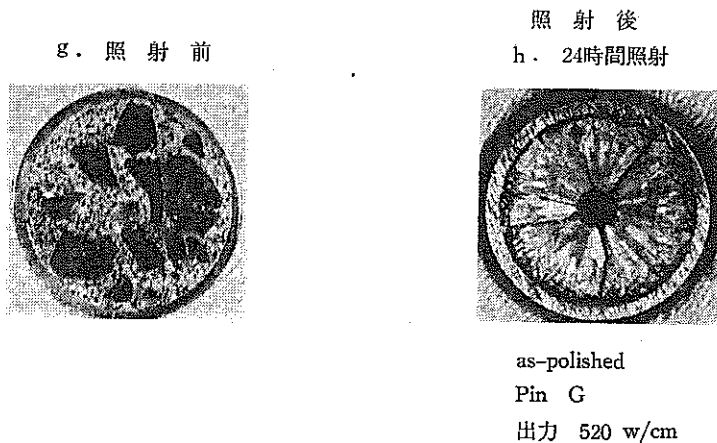 g. 照射前
照射後
h. 24時間照射
as-polished
Pin G
出力 520 w/cm